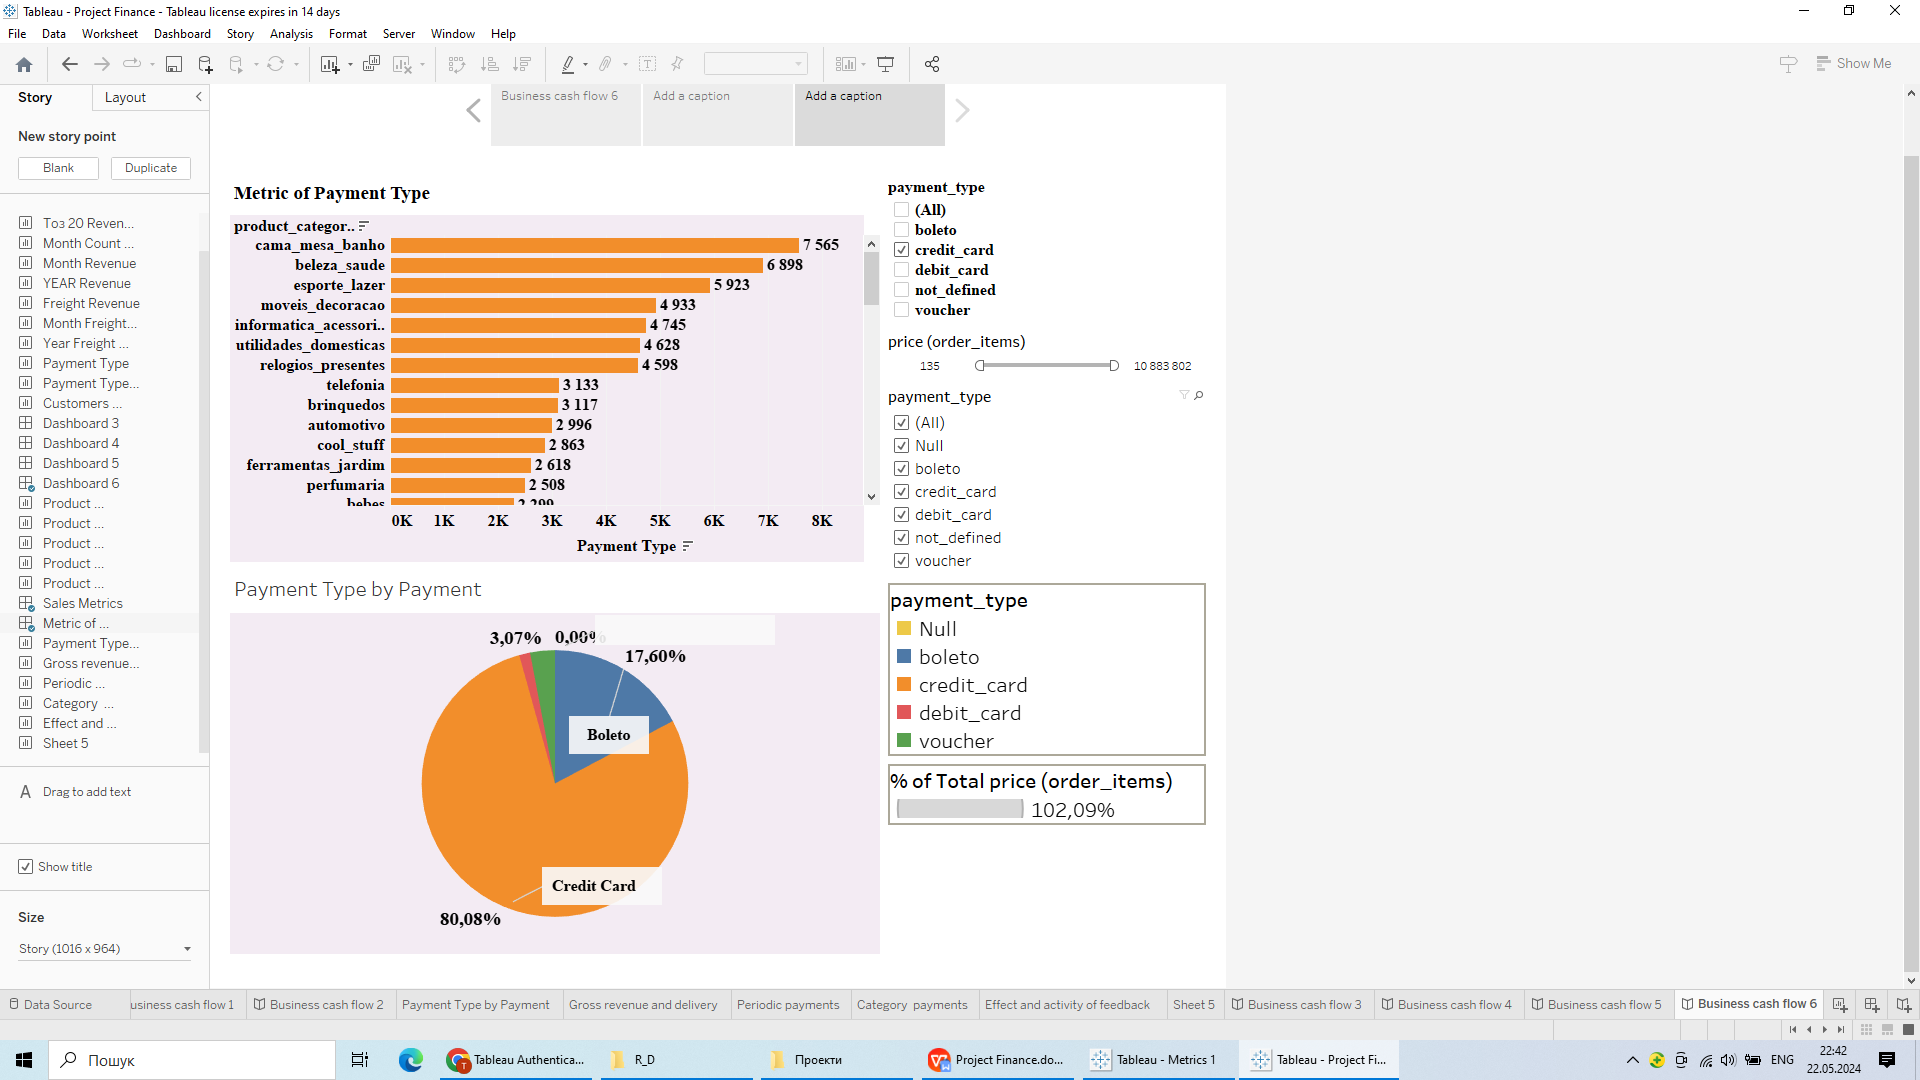 Tableau - Project Finance - Tableau license expires in 14 days
File Data Worksheet Dashboard Story Analysis Format Server Window Help
Show Me
Story Layout
New story point
Blank Duplicate
Топ 20 Reven...
Month Count ...
Month Revenue
YEAR Revenue
Freight Revenue
Month Freight...
Year Freight ...
Payment Type
Payment Type...
Customers ...
Dashboard 3
Dashboard 4
Dashboard 5
Dashboard 6
Product ...
Product ...
Product ...
Product ...
Product ...
Sales Metrics
Metric of ...
Payment Type...
Gross revenue...
Periodic ...
Category ...
Effect and ...
Sheet 5
A Drag to add text
Show title
Size
Story (1016 x 964)
Business cash flow 6 Add a caption Add a caption
Metric of Payment Type
product_categor..
cama_mesa_banho 7 565
beleza_saude 6 898
esporte_lazer 5 923
moveis_decoracao 4 933
informatica_acessori.. 4 745
utilidades_domesticas 4 628
relogios_presentes 4 598
telefonia 3 133
brinquedos 3 117
automotivo 2 996
cool_stuff 2 863
ferramentas_jardim 2 618
perfumaria 2 508
bebes 2 299
0K 1K 2K 3K 4K 5K 6K 7K 8K
Payment Type
Payment Type by Payment
3,07% 0,00%
17,60%
Boleto
Credit Card
80,08%
payment_type
(All)
boleto
credit_card
debit_card
not_defined
voucher
price (order_items)
135 10 883 802
payment_type
(All)
Null
boleto
credit_card
debit_card
not_defined
voucher
payment_type
Null
boleto
credit_card
debit_card
voucher
% of Total price (order_items)
102,09%
Data Source usiness cash flow 1 Business cash flow 2 Payment Type by Payment Gross revenue and delivery Periodic payments Category payments Effect and activity of feedback Sheet 5 Business cash flow 3 Business cash flow 4 Business cash flow 5 Business cash flow 6
Пошук Tableau Authentica... R_D Проекти Project Finance.do... Tableau - Metrics 1 Tableau - Project Fi... ENG 22:42
22.05.2024